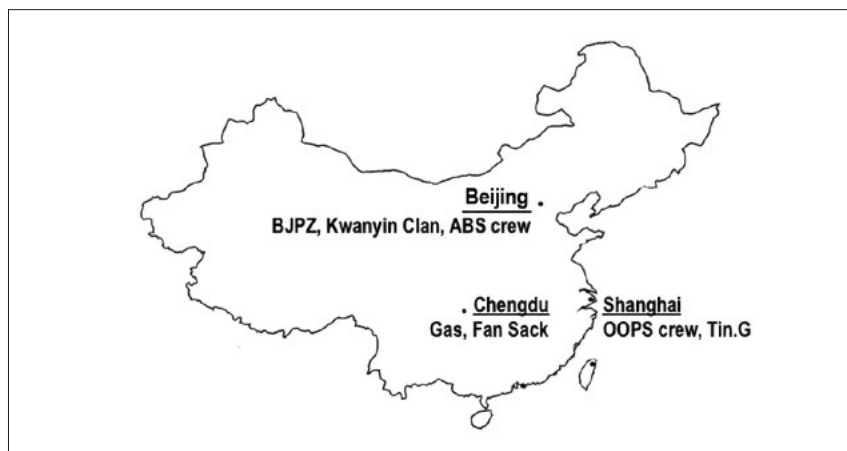 Beijing
BJPZ, Kwanyin Clan, ABS crew
Chengdu
Gas, Fan Sack
Shanghai
OOPS crew, Tin.G